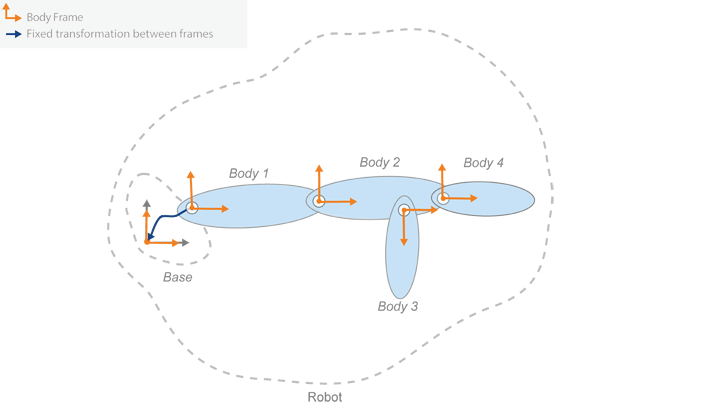 Body Frame
Fixed transformation between frames
Body 1
Body 2
Body 4
Base
Body 3
Robot